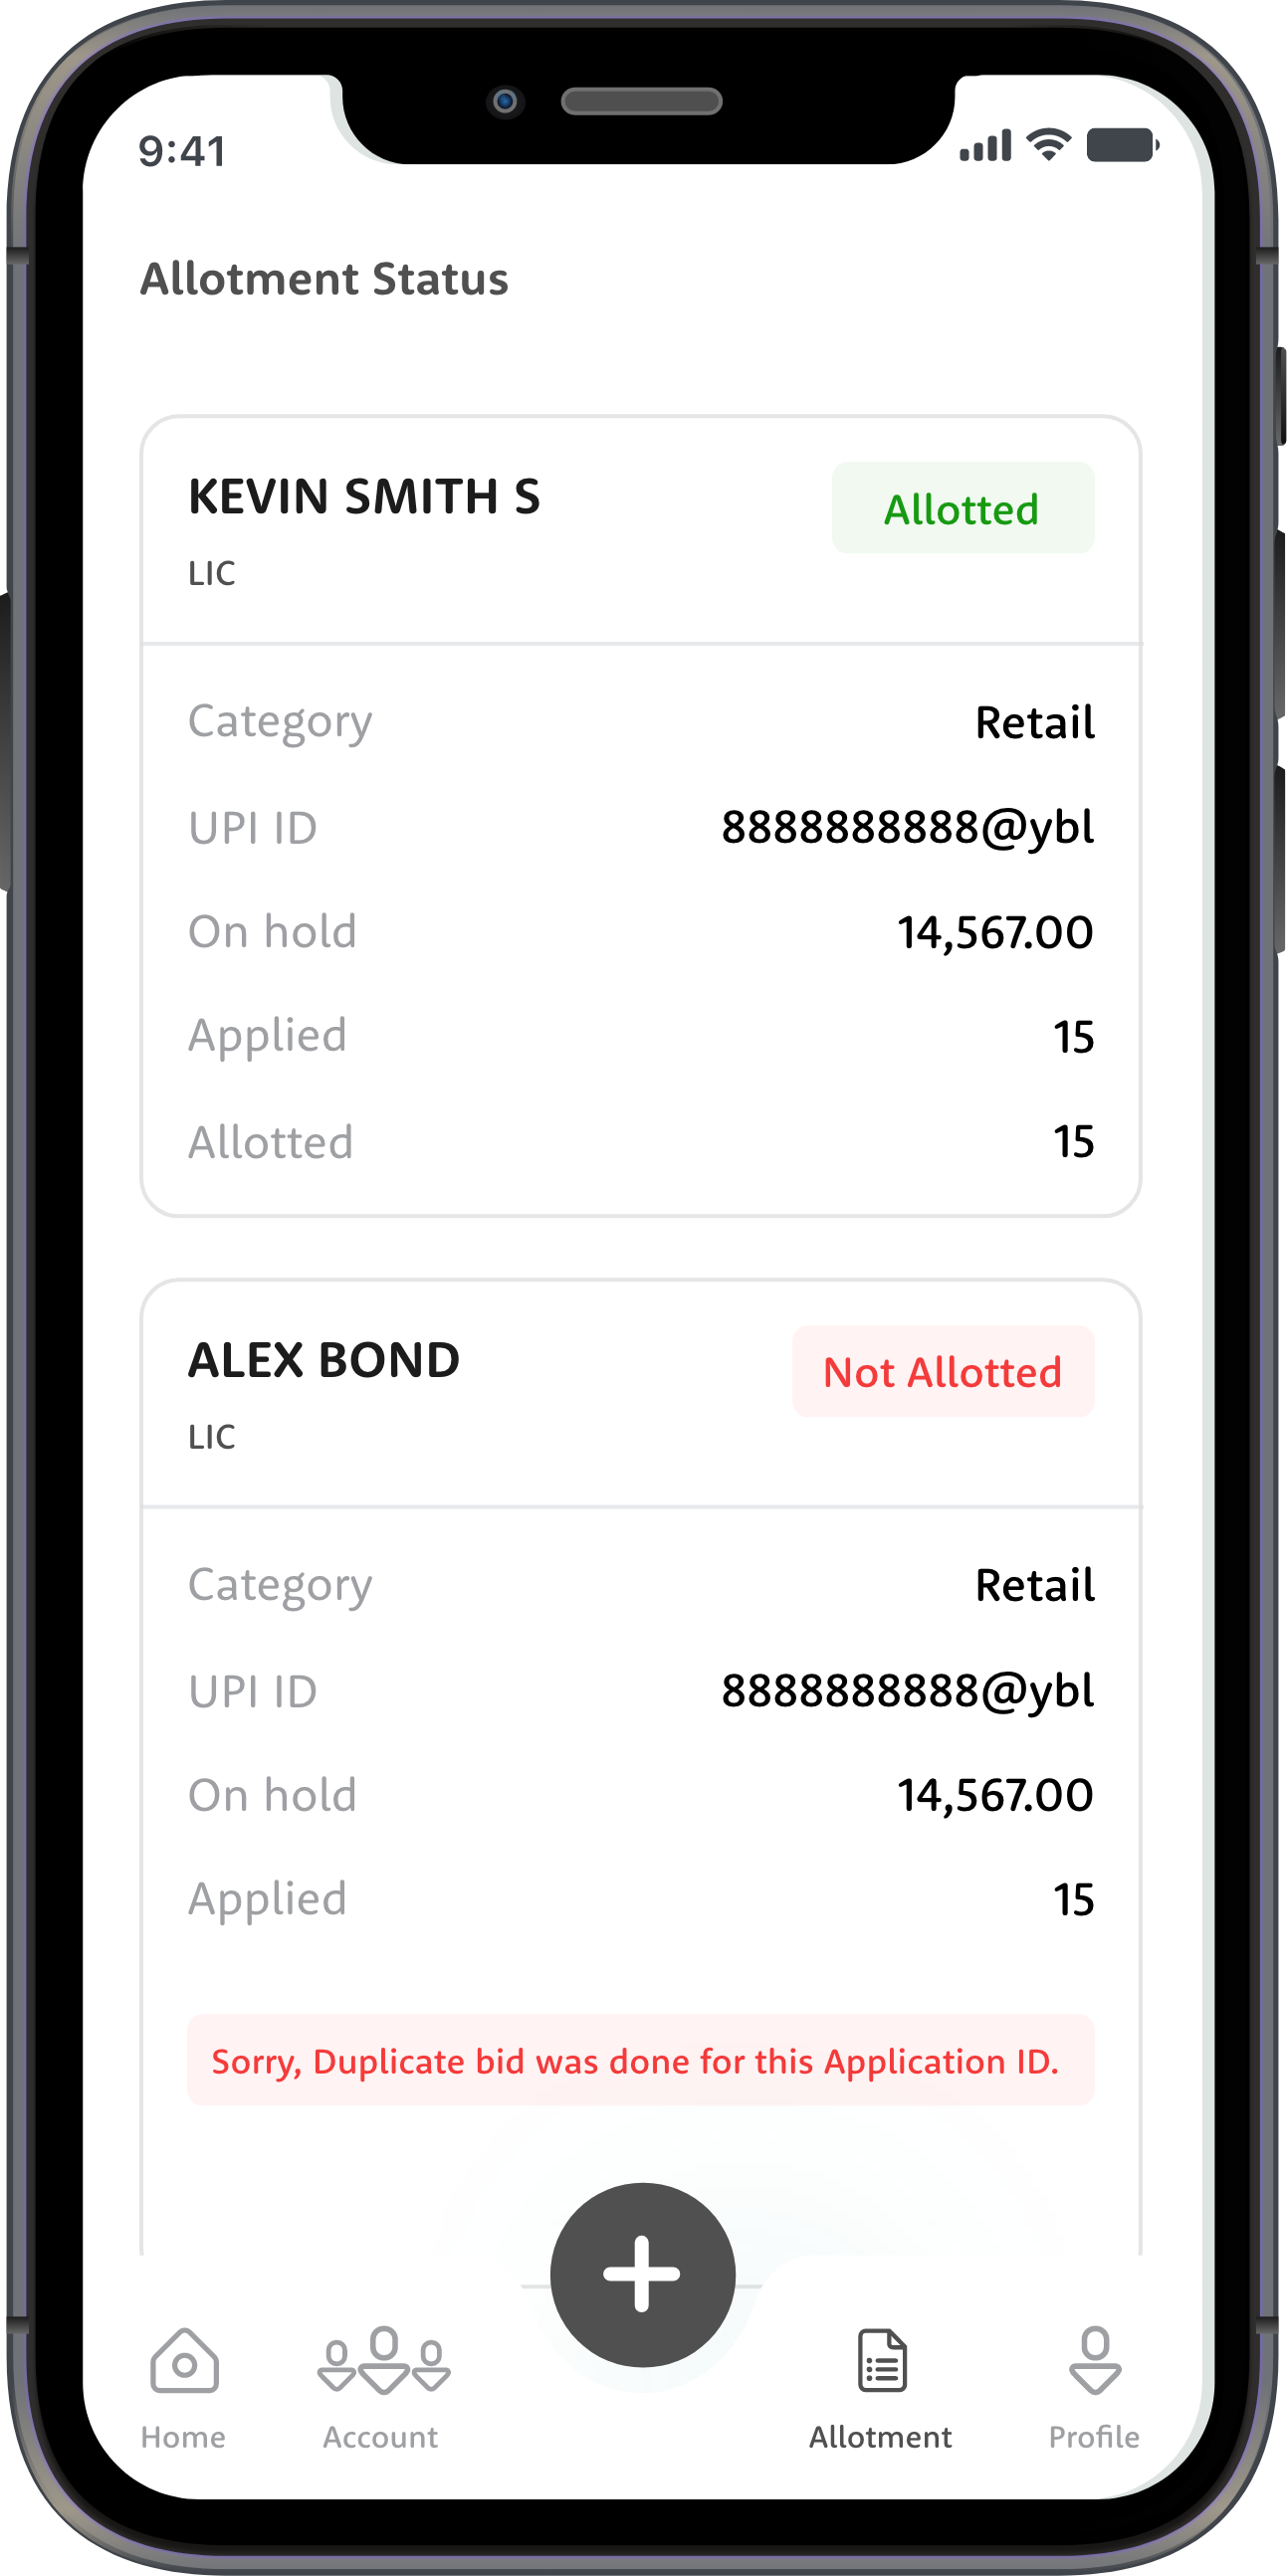 9:41
Allotment Status
KEVIN SMITH S
Allotted
LIC
Category Retail
UPI ID 8888888888@ybl
On hold 14,567.00
Applied 15
Allotted 15
ALEX BOND
Not Allotted
LIC
Category Retail
UPI ID 8888888888@ybl
On hold 14,567.00
Applied 15
Sorry, Duplicate bid was done for this Application ID.
Home Account Allotment Profile